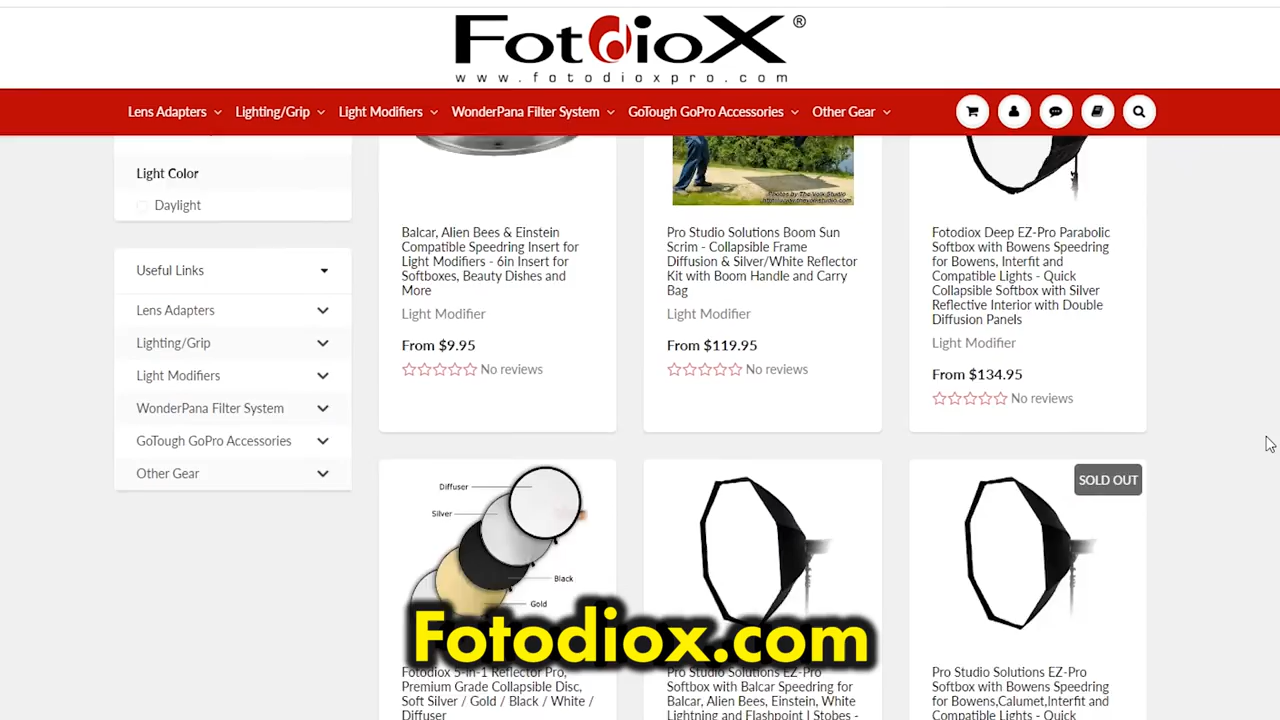 FotdioX®
www.fotodioxpro.com
Lens Adapters
Lighting/Grip
Light Modifiers
WonderPana Filter System
GoTough GoPro Accessories
Other Gear
Light Color
Daylight
Useful Links
Lens Adapters
Lighting/Grip
Light Modifiers
WonderPana Filter System
GoTough GoPro Accessories
Other Gear
Balcar, Alien Bees & Einstein
Compatible Speedring Insert for
Light Modifiers - 6in Insert for
Softboxes, Beauty Dishes and
More
Light Modifier
From $9.95
No reviews
Photos by The Vork Studio
Pro Studio Solutions Boom Sun
Scrim - Collapsible Frame
Diffusion & Silver/White Reflector
Kit with Boom Handle and Carry
Bag
Light Modifier
From $119.95
No reviews
Fotodiox Deep EZ-Pro Parabolic
Softbox with Bowens Speedring
for Bowens, Interfit and
Compatible Lights - Quick
Collapsible Softbox with Silver
Reflective Interior with Double
Diffusion Panels
Light Modifier
From $134.95
No reviews
Diffuser
Silver
Black
Gold
Fotodiox 5-in-1 Reflector Pro,
Premium Grade Collapsible Disc,
Soft Silver / Gold / Black / White /
Diffuser
Pro Studio Solutions EZ-Pro
Softbox with Balcar Speedring for
Balcar, Alien Bees, Einstein, White
Lightning and Flashpoint I Stobes -
SOLD OUT
Pro Studio Solutions EZ-Pro
Softbox with Bowens Speedring
for Bowens,Calumet,Interfit and
Compatible Lights - Quick
Fotodiox.com